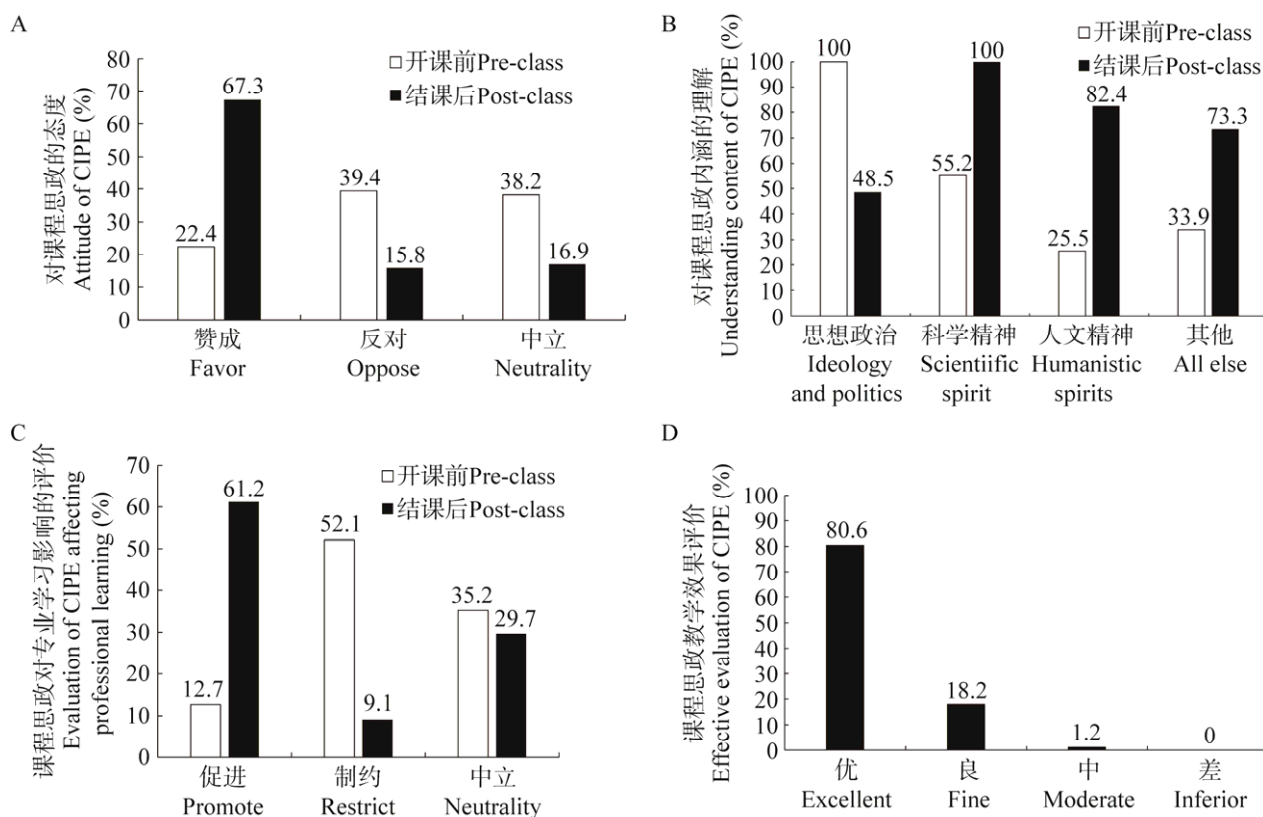 A
对课程思政的态度
Attitude of CIPE (%)
80
70
60
50
40
30
20
10
0
开课前Pre-class
结课后Post-class
22.4
67.3
39.4
15.8
38.2
16.9
赞成
Favor
反对
Oppose
中立
Neutrality
B
对课程思政内涵的理解
Understanding content of CIPE (%)
100
90
80
70
60
50
40
30
20
10
0
开课前Pre-class
结课后Post-class
100
48.5
55.2
100
25.5
82.4
33.9
73.3
思想政治
Ideology
and politics
科学精神
Scientiific
spirit
人文精神
Humanistic
spirits
其他
All else
C
课程思政对专业学习影响的评价
Evaluation of CIPE affecting
professional learning (%)
70
60
50
40
30
20
10
0
开课前Pre-class
结课后Post-class
12.7
61.2
52.1
9.1
35.2
29.7
促进
Promote
制约
Restrict
中立
Neutrality
D
课程思政教学效果评价
Effective evaluation of CIPE (%)
100
90
80
70
60
50
40
30
20
10
0
80.6
18.2
1.2
0
优
Excellent
良
Fine
中
Moderate
差
Inferior